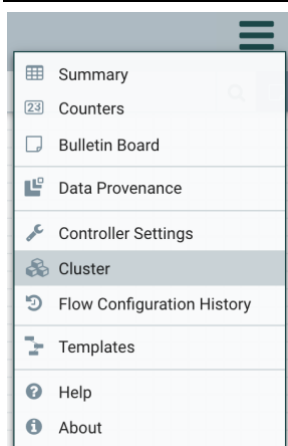 Summary
23 Counters
Bulletin Board
Data Provenance
Controller Settings
Cluster
Flow Configuration History
Templates
Help
About